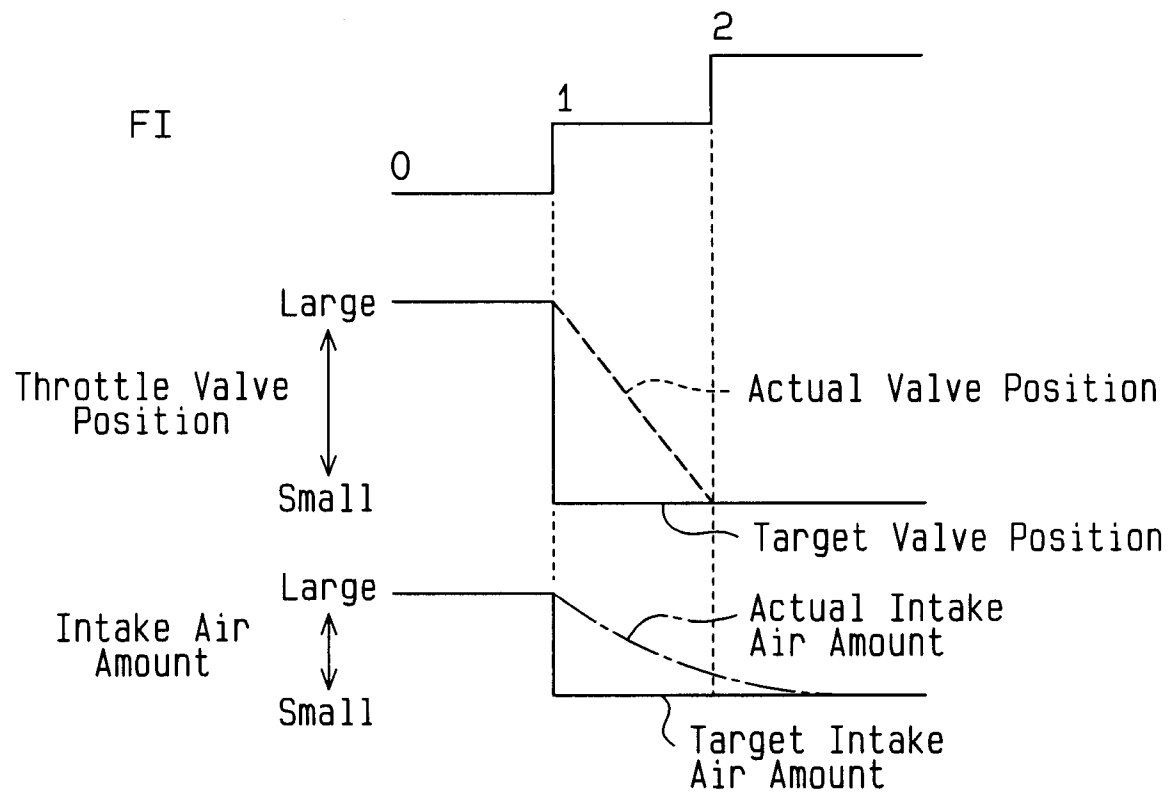 2
1
FI
0
Large
Throttle Valve
Position
Actual Valve Position
Small
Target Valve Position
Large
Actual Intake
Air Amount
Intake Air
Amount
Small
Target Intake
Air Amount